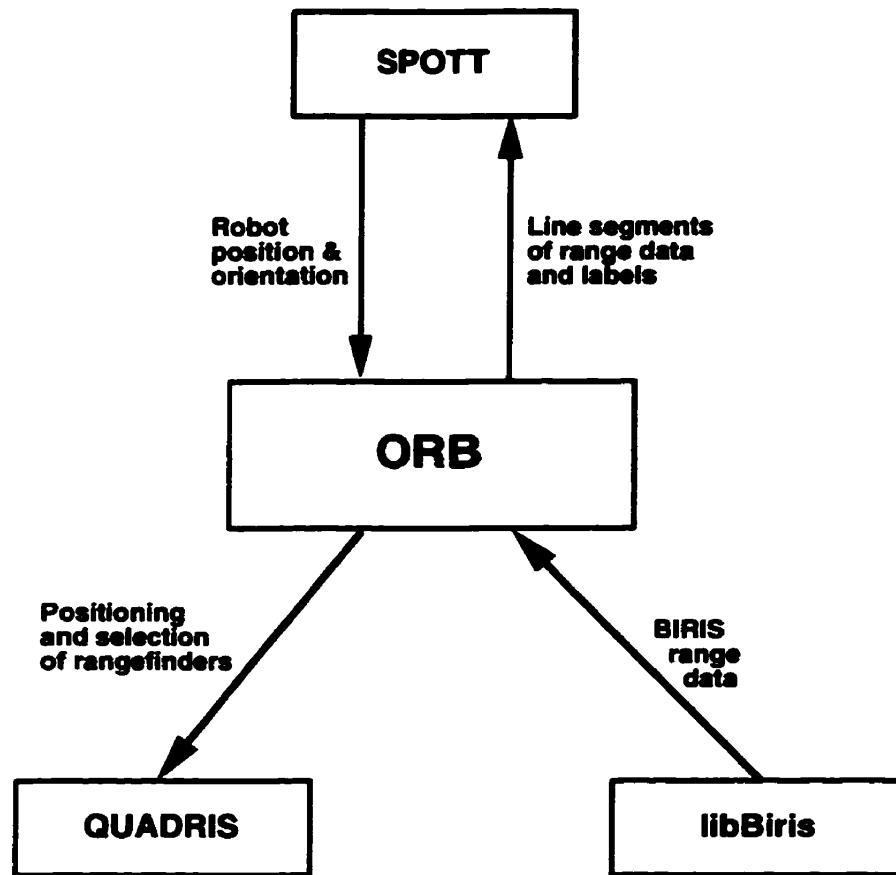 SPOTT
Robot
position &
orientation
Line segments
of range data
and labels
ORB
Positioning
and selection
of rangefinders
BIRIS
range
data
QUADRIS
libBiris